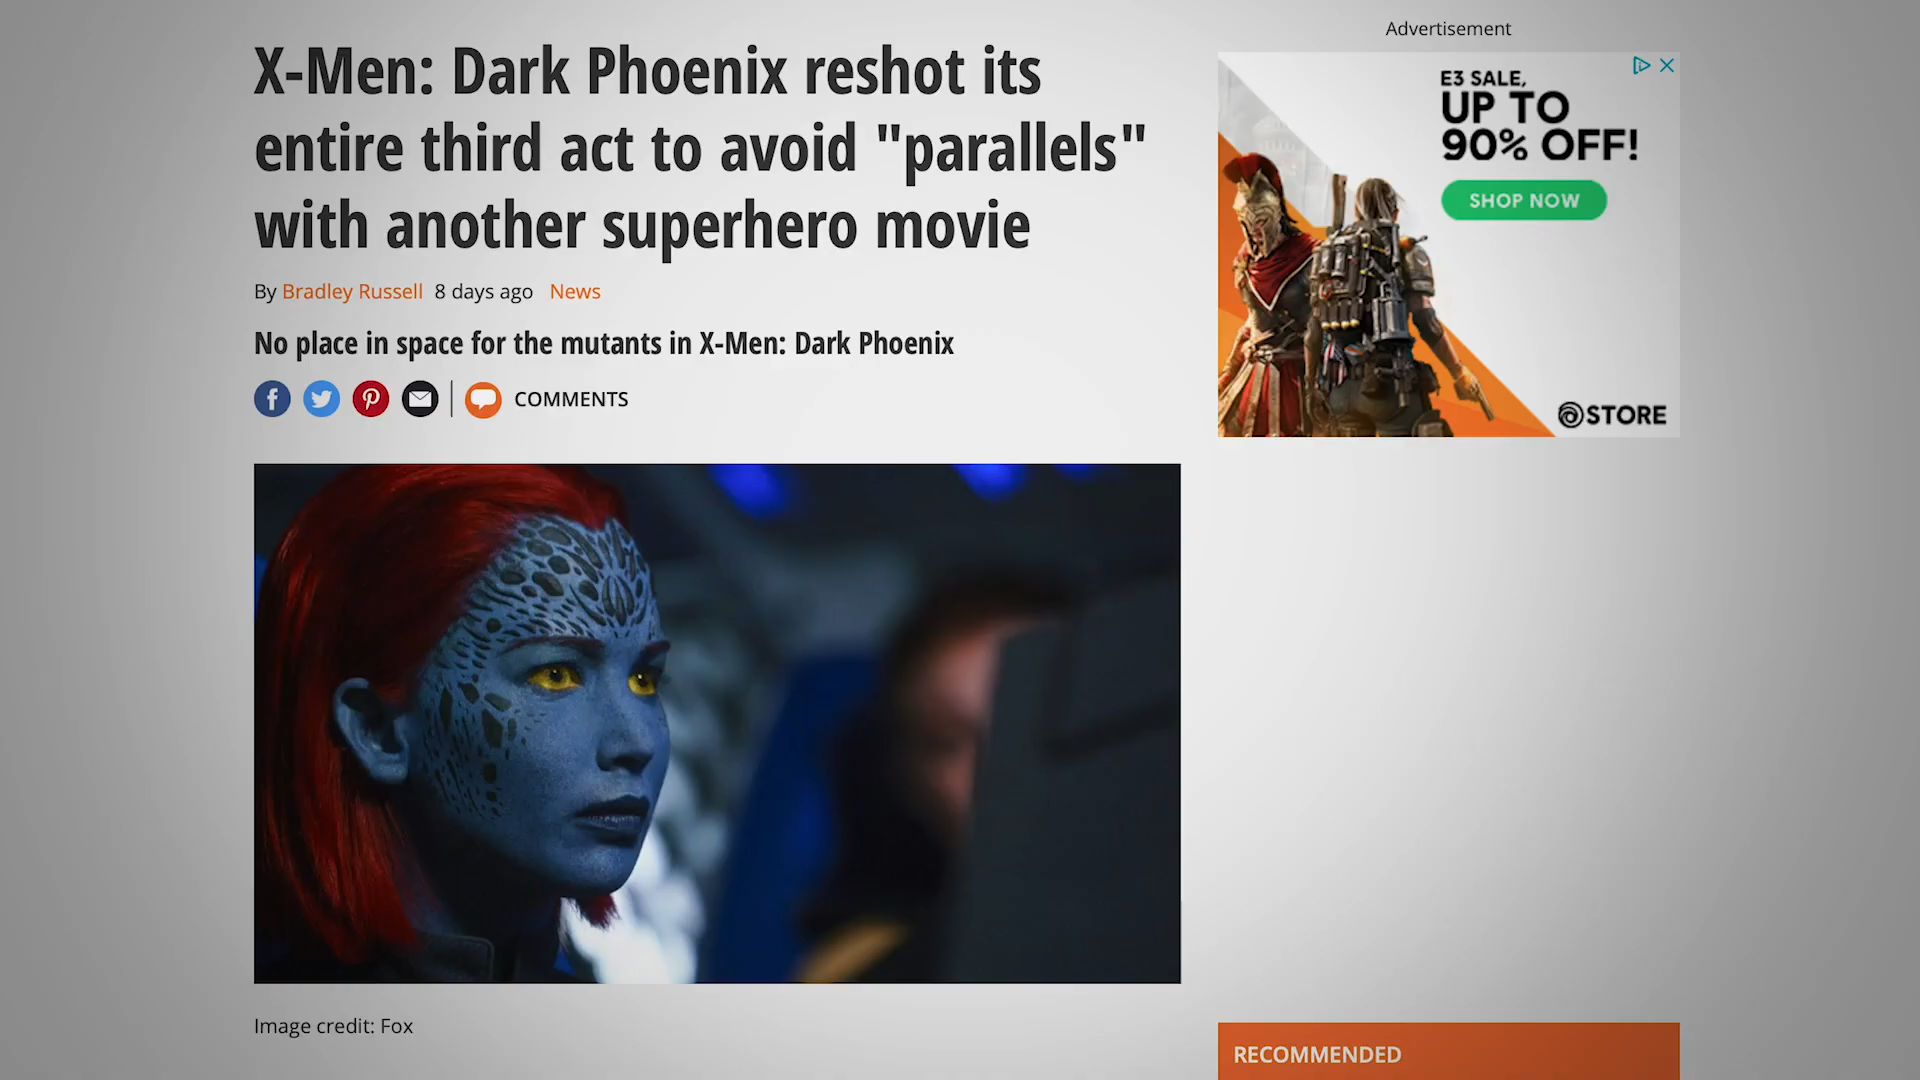 X-Men: Dark Phoenix reshot its
entire third act to avoid "parallels"
with another superhero movie
By Bradley Russell 8 days ago News
No place in space for the mutants in X-Men: Dark Phoenix
COMMENTS
Image credit: Fox
Advertisement
E3 SALE,
UP TO
90% OFF!
SHOP NOW
STORE
RECOMMENDED